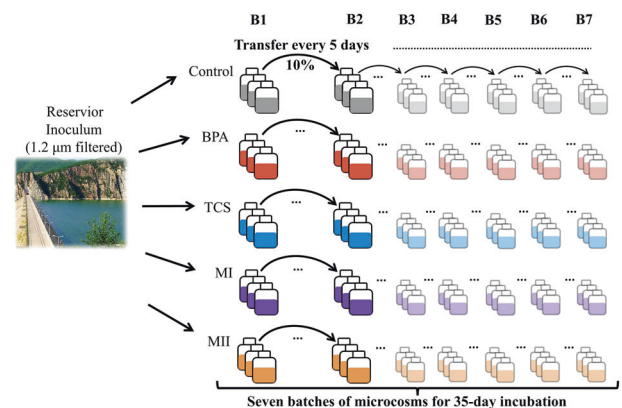 B1 B2 B3 B4 B5 B6 B7
Transfer every 5 days
10%
Control
Reservior
Inoculum
(1.2 μm filtered)
BPA
TCS
MI
MII
Seven batches of microcosms for 35-day incubation